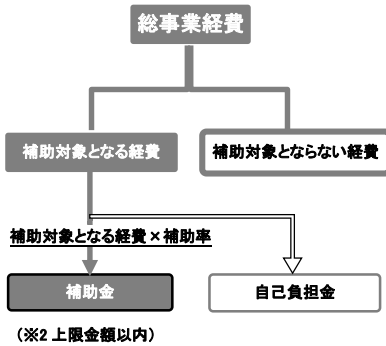 総事業経費
補助対象となる経費
補助対象とならない経費
補助対象となる経費×補助率
補助金
自己負担金
（※2 上限金額以内）